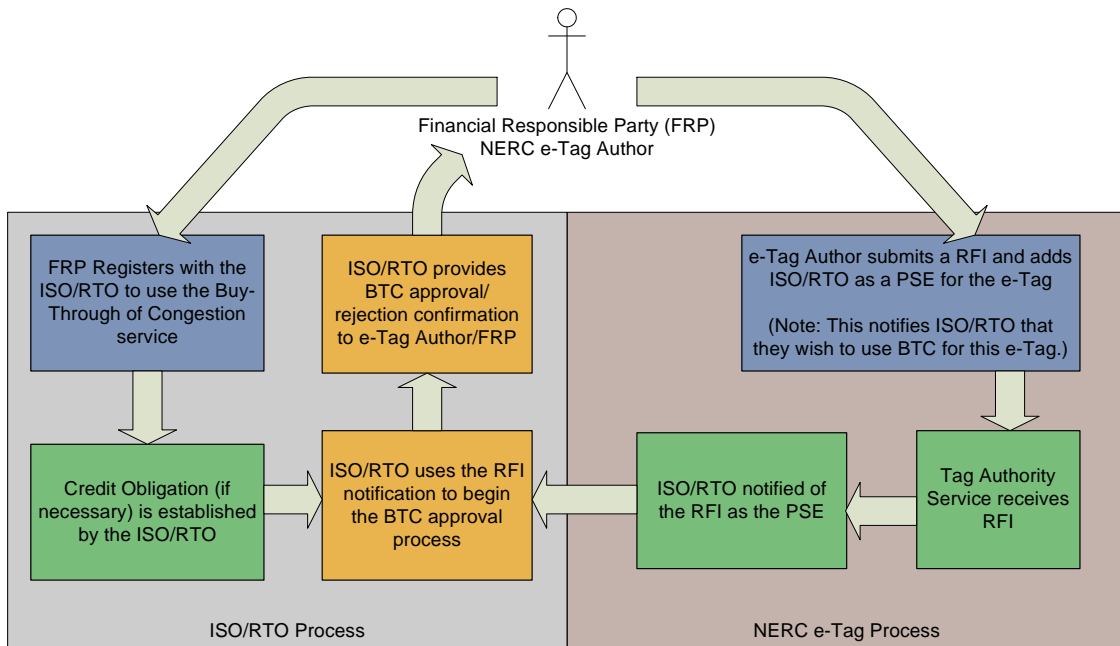 Financial Responsible Party (FRP)
NERC e-Tag Author
FRP Registers with the
ISO/RTO to use the Buy-
Through of Congestion
service
ISO/RTO provides
BTC approval/
rejection confirmation
to e-Tag Author/FRP
e-Tag Author submits a RFI and adds
ISO/RTO as a PSE for the e-Tag
(Note: This notifies ISO/RTO that
they wish to use BTC for this e-Tag.)
Credit Obligation (if
necessary) is established
by the ISO/RTO
ISO/RTO uses the RFI
notification to begin
the BTC approval
process
ISO/RTO notified of
the RFI as the PSE
Tag Authority
Service receives
RFI
ISO/RTO Process
NERC e-Tag Process